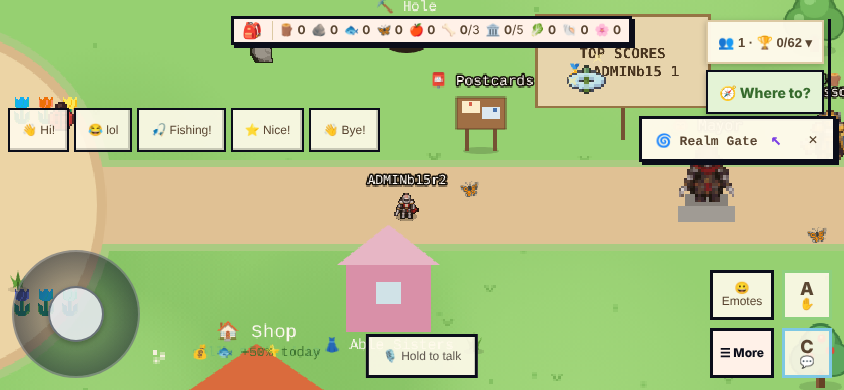 Hole
0 0 0 0 0 0/3 0/5 0 0 0
1 · 0/62 ▾
TOP SCORES
ADMINb15 1
Postcards
Where to?
Hi!
lol
Fishing!
Nice!
Bye!
Realm Gate ×
ADMINb15r2
Emotes
A
Shop
+50% today
Hold to talk
☰ More
C